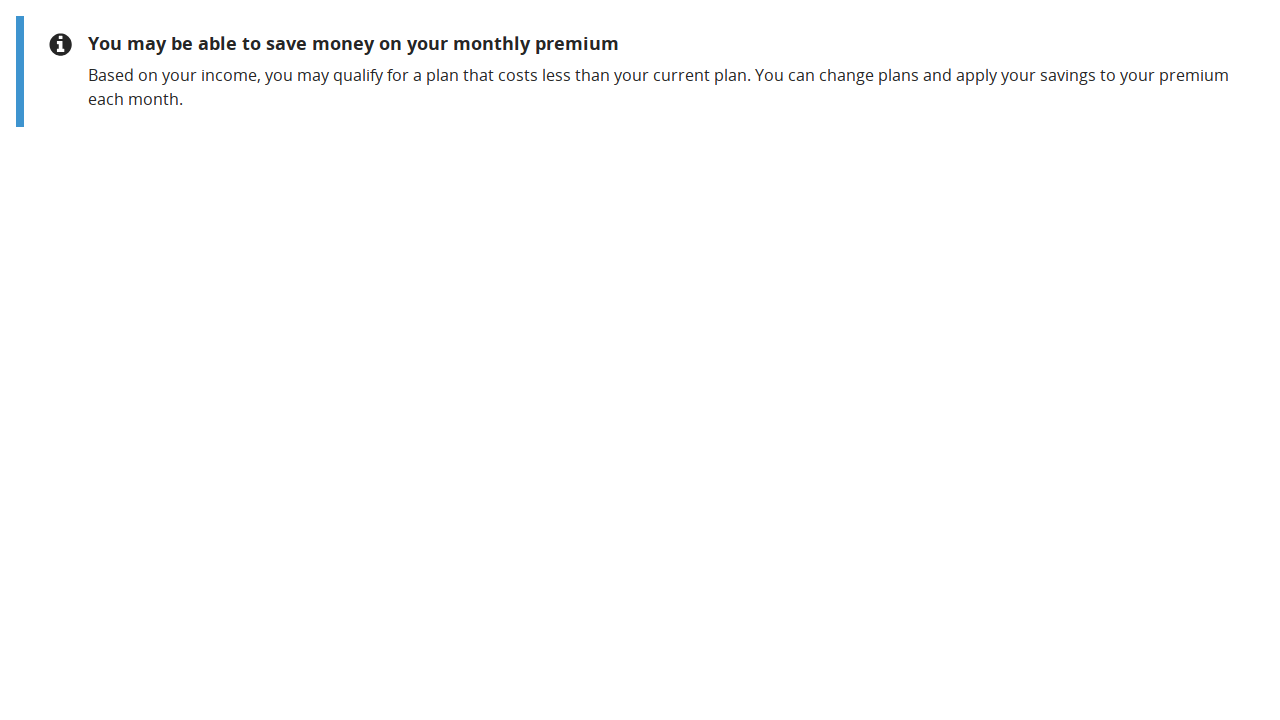 You may be able to save money on your monthly premium
Based on your income, you may qualify for a plan that costs less than your current plan. You can change plans and apply your savings to your premium
each month.